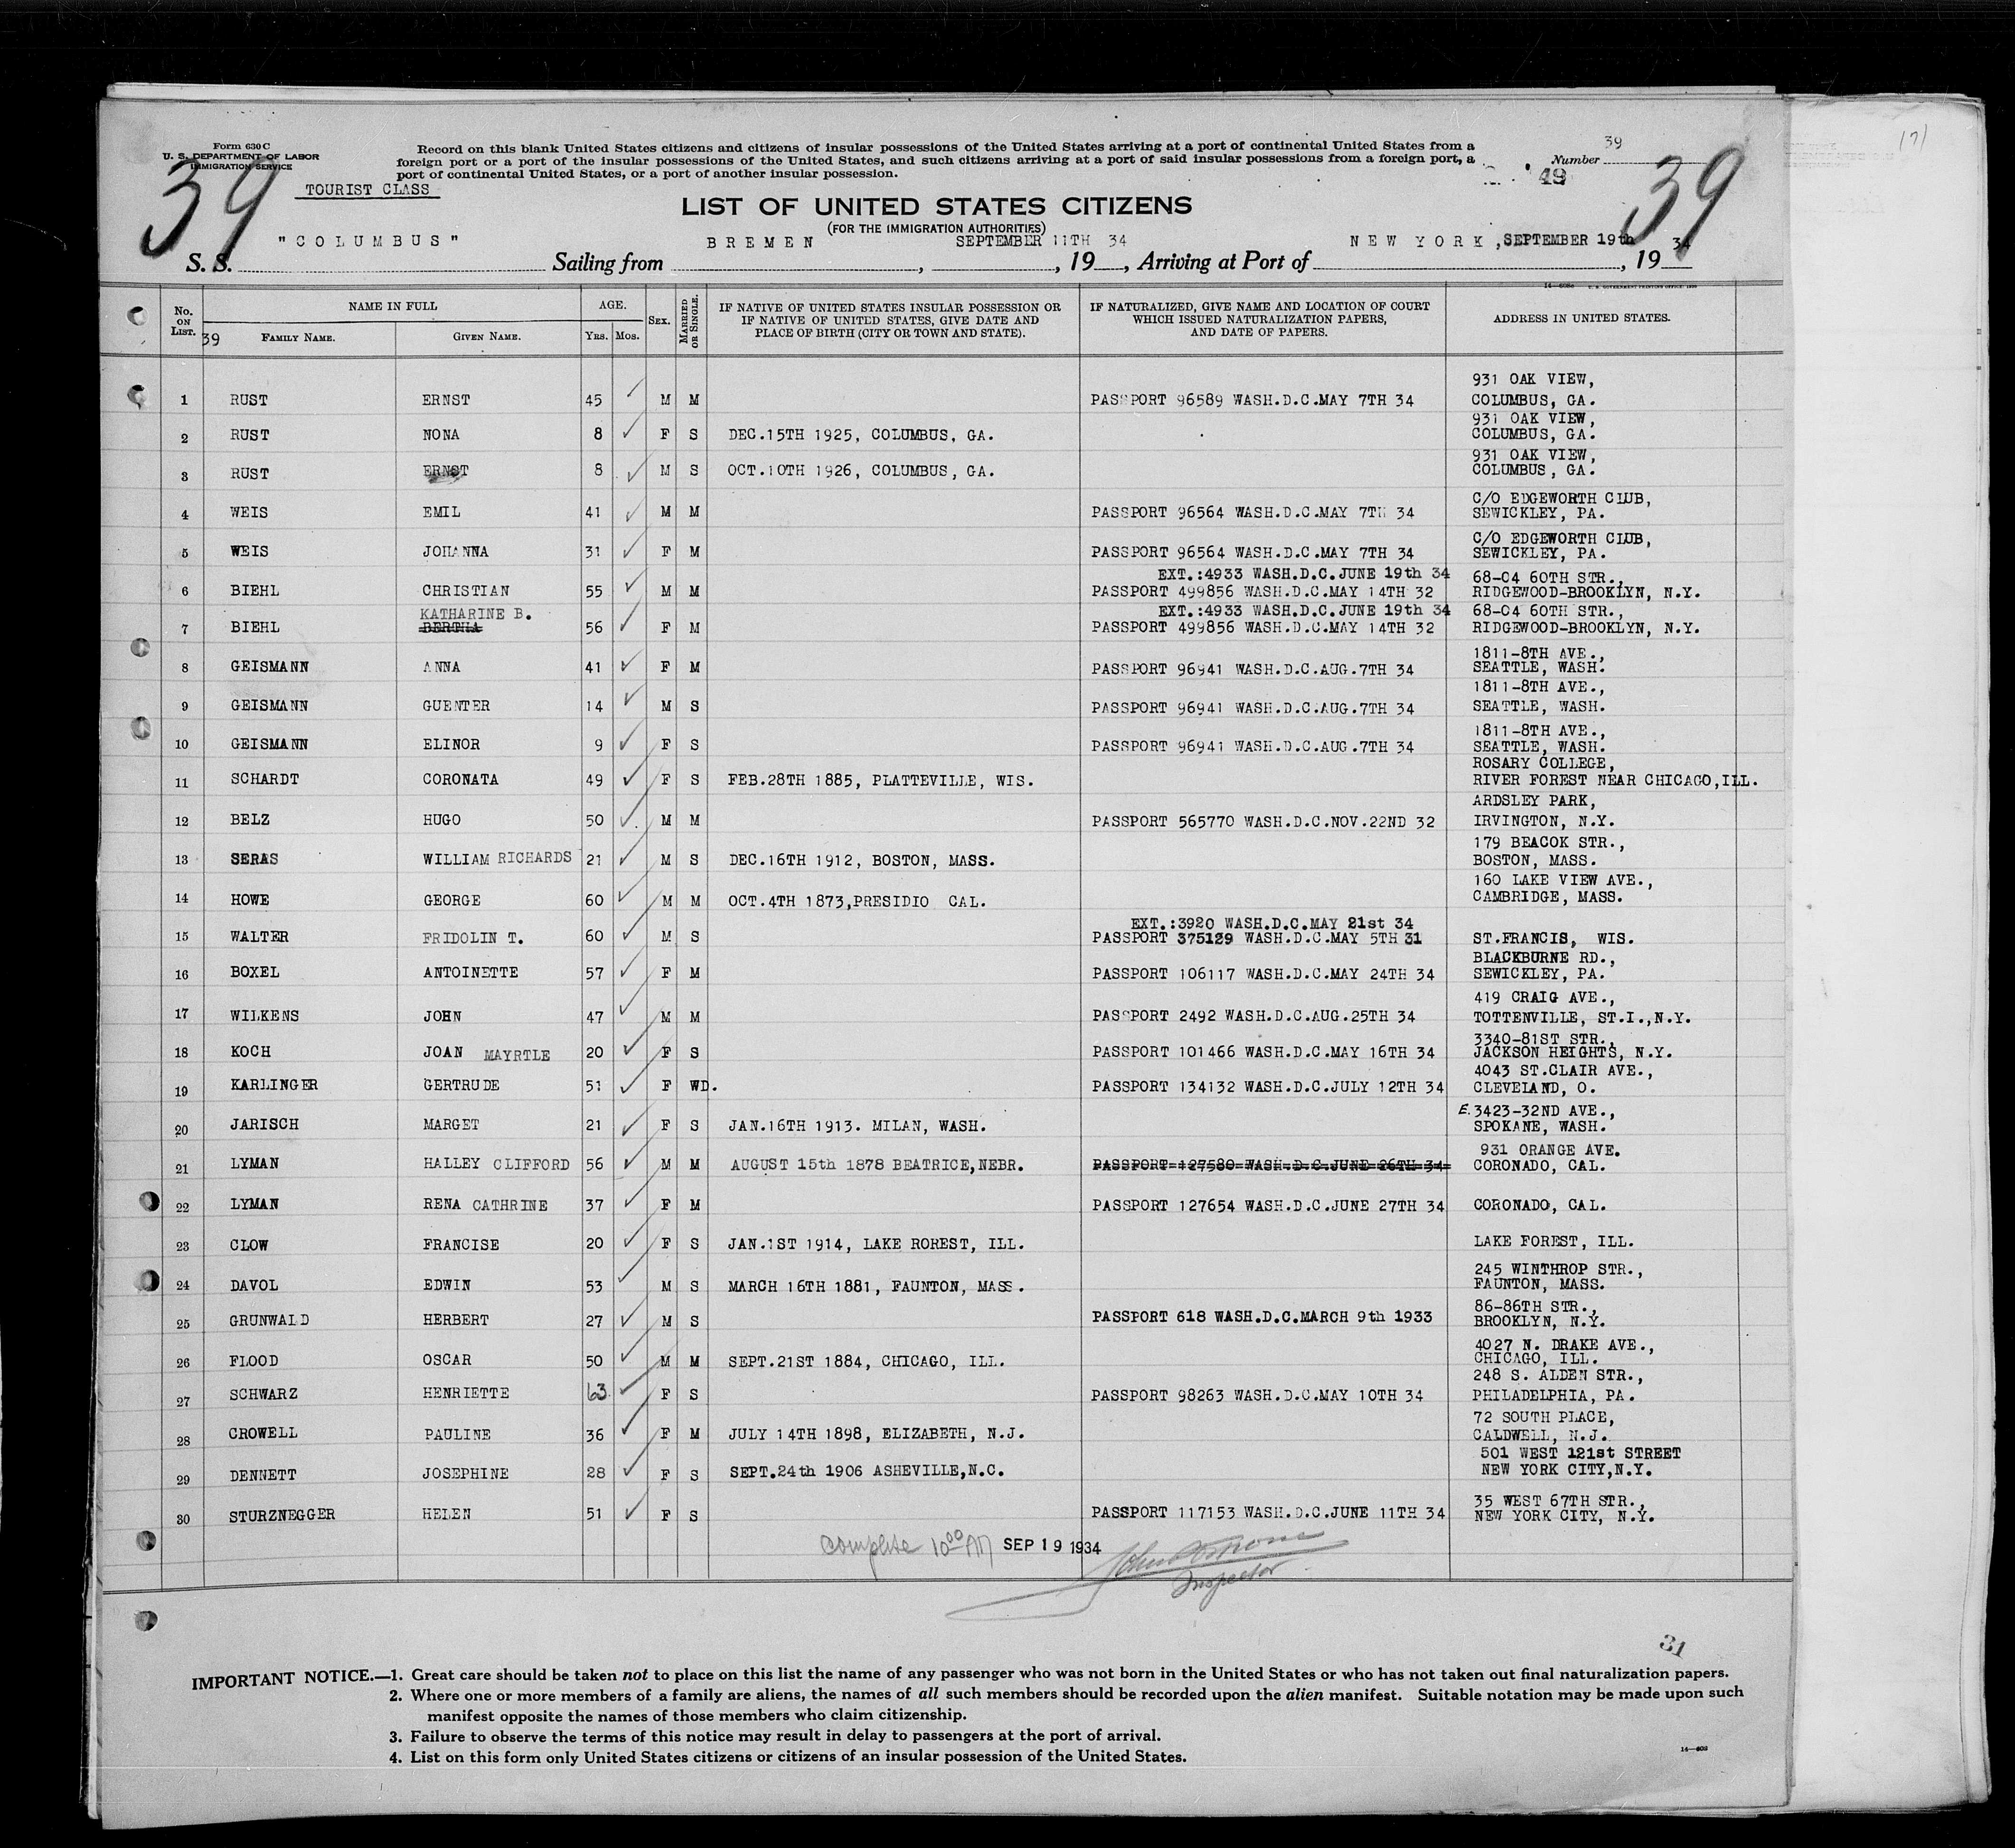 Form 630 C
U. S. DEPARTMENT OF LABOR
IMMIGRATION SERVICE
39
TOURIST CLASS
Record on this blank United States citizens and citizens of insular possessions of the United States arriving at a port of continental United States from a
foreign port or a port of the insular possessions of the United States, and such citizens arriving at a port of said insular possessions from a foreign port, a
port of continental United States, or a port of another insular possession.
Number 39
49
39
LIST OF UNITED STATES CITIZENS
(FOR THE IMMIGRATION AUTHORITIES)
S. S. "COLUMBUS" Sailing from BREMEN, SEPTEMBER 11TH, 19 34, Arriving at Port of NEW YORK, SEPTEMBER 19th, 19 34
No. ON LIST. NAME IN FULL FAMILY NAME. GIVEN NAME. AGE. YRS. MOS. SEX. MARRIED OR SINGLE. IF NATIVE OF UNITED STATES INSULAR POSSESSION OR IF NATIVE OF UNITED STATES, GIVE DATE AND PLACE OF BIRTH (CITY OR TOWN AND STATE). IF NATURALIZED, GIVE NAME AND LOCATION OF COURT WHICH ISSUED NATURALIZATION PAPERS, AND DATE OF PAPERS. ADDRESS IN UNITED STATES.
39
1 RUST ERNST 45 M M PASSPORT 96589 WASH.D.C.MAY 7TH 34 931 OAK VIEW, COLUMBUS, GA.
2 RUST NONA 8 F S DEC.15TH 1925, COLUMBUS, GA. 931 OAK VIEW, COLUMBUS, GA.
3 RUST ERNST 8 M S OCT.10TH 1926, COLUMBUS, GA. 931 OAK VIEW, COLUMBUS, GA.
4 WEIS EMIL 41 M M PASSPORT 96564 WASH.D.C.MAY 7TH 34 C/O EDGEWORTH CLUB, SEWICKLEY, PA.
5 WEIS JOHANNA 31 F M PASSPORT 96564 WASH.D.C.MAY 7TH 34 C/O EDGEWORTH CLUB, SEWICKLEY, PA.
6 BIEHL CHRISTIAN 55 M M EXT.:4933 WASH.D.C.JUNE 19th 34 PASSPORT 499856 WASH.D.C.MAY 14TH 32 68-04 60TH STR., RIDGEWOOD-BROOKLYN, N.Y.
7 BIEHL KATHARINE B. BERTHA 56 F M EXT.:4933 WASH.D.C.JUNE 19th 34 PASSPORT 499856 WASH.D.C.MAY 14TH 32 68-04 60TH STR., RIDGEWOOD-BROOKLYN, N.Y.
8 GEISMANN ANNA 41 F M PASSPORT 96941 WASH.D.C.AUG.7TH 34 1811-8TH AVE., SEATTLE, WASH.
9 GEISMANN GUENTER 14 M S PASSPORT 96941 WASH.D.C.AUG.7TH 34 1811-8TH AVE., SEATTLE, WASH.
10 GEISMANN ELINOR 9 F S PASSPORT 96941 WASH.D.C.AUG.7TH 34 1811-8TH AVE., SEATTLE, WASH.
11 SCHARDT CORONATA 49 F S FEB.28TH 1885, PLATTEVILLE, WIS. ROSARY COLLEGE, RIVER FOREST NEAR CHICAGO,ILL.
12 BELZ HUGO 50 M M PASSPORT 565770 WASH.D.C.NOV.22ND 32 ARDSLEY PARK, IRVINGTON, N.Y.
13 SERAS WILLIAM RICHARDS 21 M S DEC.16TH 1912, BOSTON, MASS. 179 BEACOK STR., BOSTON, MASS.
14 HOWE GEORGE 60 M M OCT.4TH 1873,PRESIDIO CAL. 160 LAKE VIEW AVE., CAMBRIDGE, MASS.
15 WALTER FRIDOLIN T. 60 M S EXT.:3920 WASH.D.C.MAY 21st 34 PASSPORT 375129 WASH.D.C.MAY 5TH 31 ST.FRANCIS, WIS.
16 BOXEL ANTOINETTE 57 F M PASSPORT 106117 WASH.D.C.MAY 24TH 34 BLACKBURNE RD., SEWICKLEY, PA.
17 WILKENS JOHN 47 M M PASSPORT 2492 WASH.D.C.AUG.25TH 34 419 CRAIG AVE., TOTTENVILLE, ST.I.,N.Y.
18 KOCH JOAN MAYRTLE 20 F S PASSPORT 101466 WASH.D.C.MAY 16TH 34 3340-81ST STR., JACKSON HEIGHTS, N.Y.
19 KARLINGER GERTRUDE 51 F WD. PASSPORT 134132 WASH.D.C.JULY 12TH 34 4043 ST.CLAIR AVE., CLEVELAND, O.
20 JARISCH MARGET 21 F S JAN.16TH 1913. MILAN, WASH. E. 3423-32ND AVE., SPOKANE, WASH.
21 LYMAN HALLEY CLIFFORD 56 M M AUGUST 15th 1878 BEATRICE,NEBR. PASSPORT 127580 WASH.D.C.JUNE 26TH 34 931 ORANGE AVE. CORONADO, CAL.
22 LYMAN RENA CATHRINE 37 F M PASSPORT 127654 WASH.D.C.JUNE 27TH 34 CORONADO, CAL.
23 CLOW FRANCISE 20 F S JAN.1ST 1914, LAKE ROREST, ILL. LAKE FOREST, ILL.
24 DAVOL EDWIN 53 M S MARCH 16TH 1881, FAUNTON, MASS. 245 WINTHROP STR., FAUNTON, MASS.
25 GRUNWALD HERBERT 27 M S PASSPORT 618 WASH.D.C.MARCH 9th 1933 86-86TH STR., BROOKLYN, N.Y.
26 FLOOD OSCAR 50 M M SEPT.21ST 1884, CHICAGO, ILL. 4027 N. DRAKE AVE., CHICAGO, ILL.
27 SCHWARZ HENRIETTE 63 F S PASSPORT 98263 WASH.D.C.MAY 10TH 34 248 S. ALDEN STR., PHILADELPHIA, PA.
28 CROWELL PAULINE 36 F M JULY 14TH 1898, ELIZABETH, N.J. 72 SOUTH PLACE, CALDWELL, N.J.
29 DENNETT JOSEPHINE 28 F S SEPT.24th 1906 ASHEVILLE,N.C. 501 WEST 121st STREET NEW YORK CITY,N.Y.
30 STURZNEGGER HELEN 51 F S PASSPORT 117153 WASH.D.C.JUNE 11TH 34 35 WEST 67TH STR., NEW YORK CITY, N.Y.
Complete 10 00 AM SEP 19 1934
Inspector
31
IMPORTANT NOTICE.—1. Great care should be taken not to place on this list the name of any passenger who was not born in the United States or who has not taken out final naturalization papers.
2. Where one or more members of a family are aliens, the names of all such members should be recorded upon the alien manifest. Suitable notation may be made upon such
manifest opposite the names of those members who claim citizenship.
3. Failure to observe the terms of this notice may result in delay to passengers at the port of arrival.
4. List on this form only United States citizens or citizens of an insular possession of the United States.
14—608